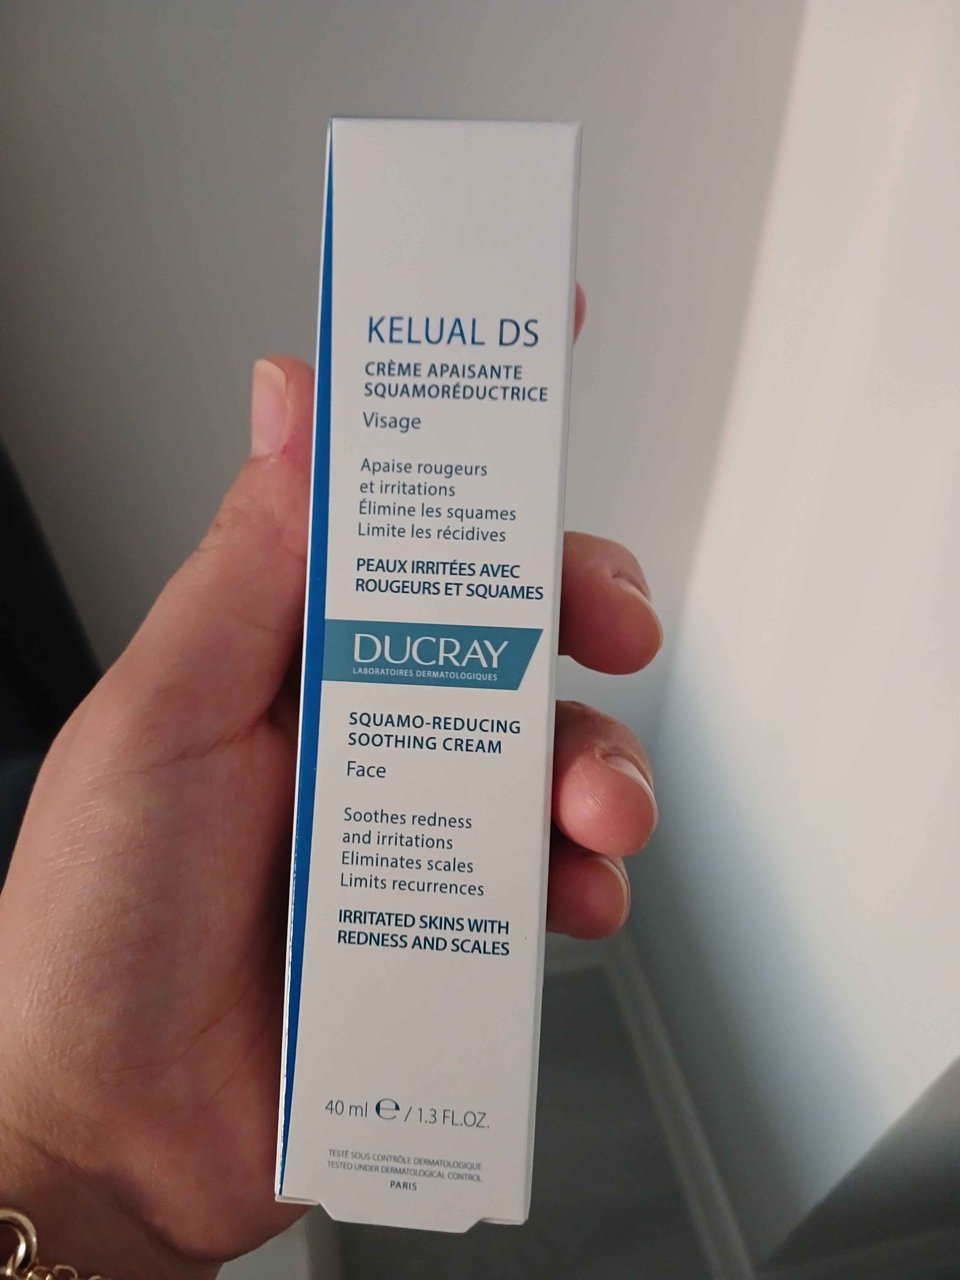 KELUAL DS
CRÈME APAISANTE
SQUAMORÉDUCTRICE
Visage
Apaise rougeurs
et irritations
Élimine les squames
Limite les récidives
PEAUX IRRITÉES AVEC
ROUGEURS ET SQUAMES
DUCRAY
LABORATOIRES DERMATOLOGIQUES
SQUAMO-REDUCING
SOOTHING CREAM
Face
Soothes redness
and irritations
Eliminates scales
Limits recurrences
IRRITATED SKINS WITH
REDNESS AND SCALES
40 ml ℮ / 1.3 FL.OZ.
TESTÉ SOUS CONTRÔLE DERMATOLOGIQUE
TESTED UNDER DERMATOLOGICAL CONTROL
PARIS